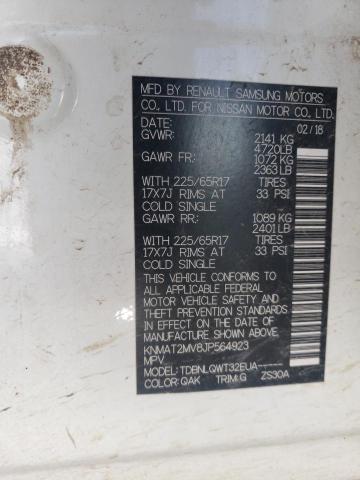 MFD BY RENAULT SAMSUNG MOTORS
CO., LTD. FOR NISSAN MOTOR CO., LTD.
DATE: 02/18
GVWR: 2141 KG
4720LB
GAWR FR: 1072 KG
2363 LB
WITH 225/65R17 TIRES
17X7J RIMS AT 33 PSI
COLD SINGLE
GAWR RR: 1089 KG
2401 LB
WITH 225/65R17 TIRES
17X7J RIMS AT 33 PSI
COLD SINGLE
THIS VEHICLE CONFORMS TO
ALL APPLICABLE FEDERAL
MOTOR VEHICLE SAFETY AND
THEFT PREVENTION STANDARDS
IN EFFECT ON THE DATE OF
MANUFACTURE SHOWN ABOVE.
KNMAT2MV8JP564923
MPV
MODEL: TDBNLQWT32EUA-----
COLOR: QAK TRIM: G ZS30A